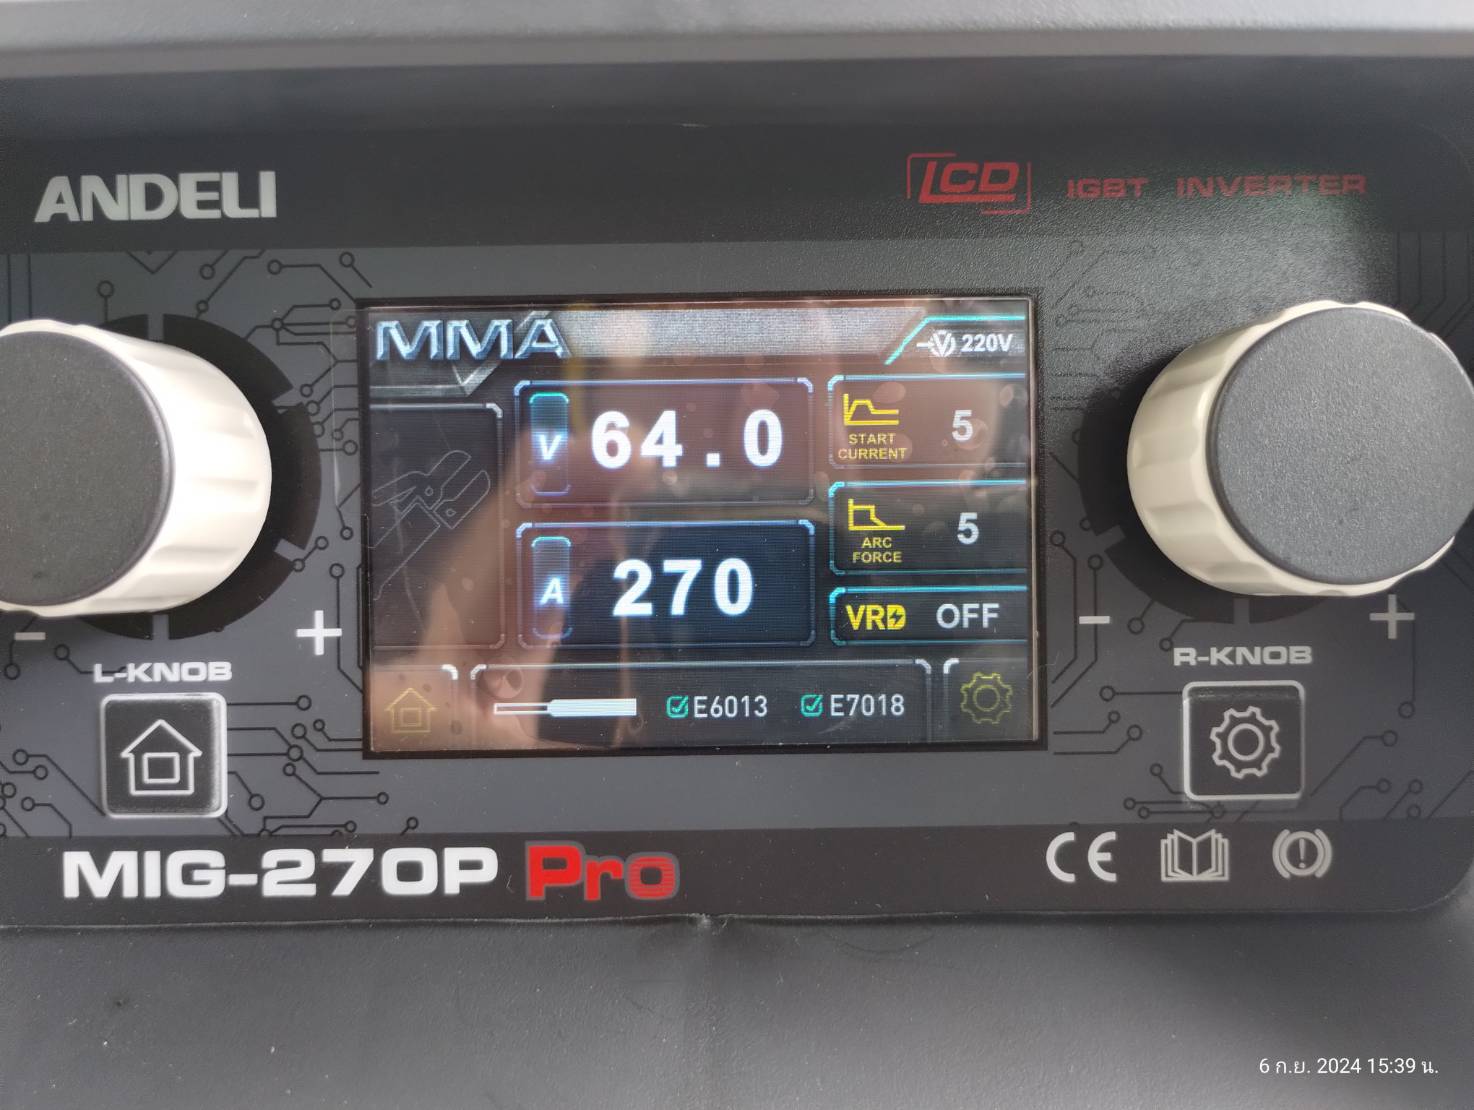 ANDELI
LCD IGBT INVERTER
MMA
220V
V 64.0
START CURRENT 5
A 270
ARC FORCE 5
VRD OFF
E6013 E7018
- +
L-KNOB
- +
R-KNOB
MIG-270P Pro
CE
6 ก.ย. 2024 15:39 น.